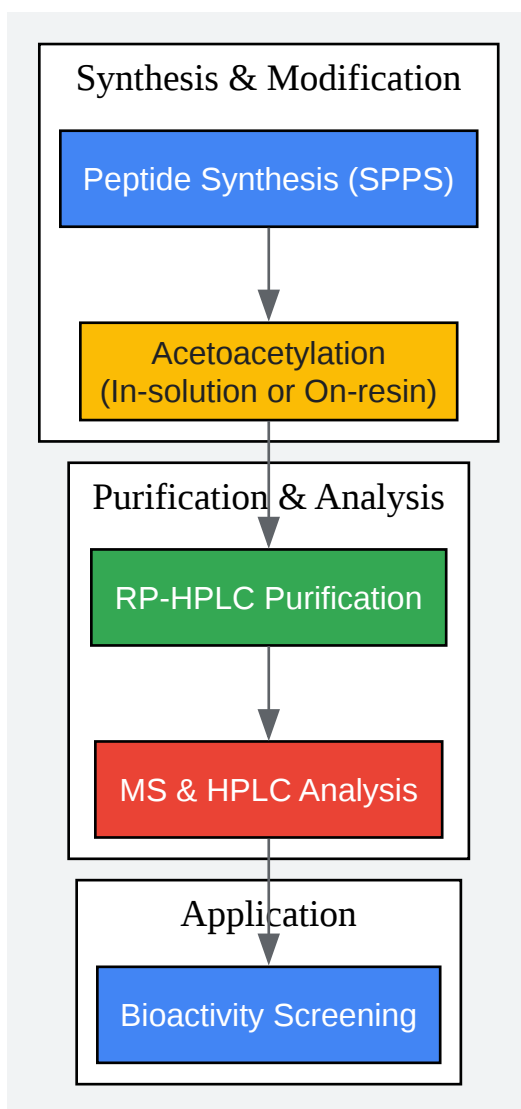 Synthesis & Modification
Peptide Synthesis (SPPS)
Acetoacetylation
(In-solution or On-resin)
Purification & Analysis
RP-HPLC Purification
MS & HPLC Analysis
Application
Bioactivity Screening